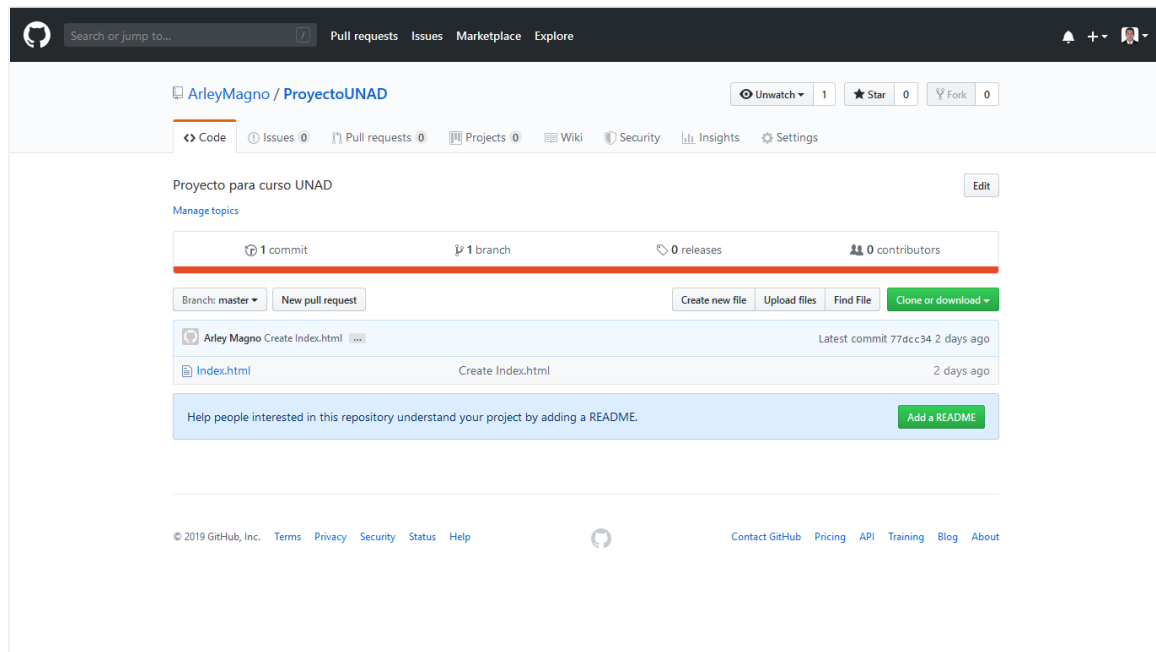 Search or jump to... / Pull requests Issues Marketplace Explore
ArleyMagno / ProyectoUNAD Unwatch 1 Star 0 Fork 0
Code Issues 0 Pull requests 0 Projects 0 Wiki Security Insights Settings
Proyecto para curso UNAD Edit
Manage topics
1 commit 1 branch 0 releases 0 contributors
Branch: master New pull request Create new file Upload files Find File Clone or download
Arley Magno Create Index.html ... Latest commit 77dcc34 2 days ago
Index.html Create Index.html 2 days ago
Help people interested in this repository understand your project by adding a README. Add a README
© 2019 GitHub, Inc. Terms Privacy Security Status Help Contact GitHub Pricing API Training Blog About